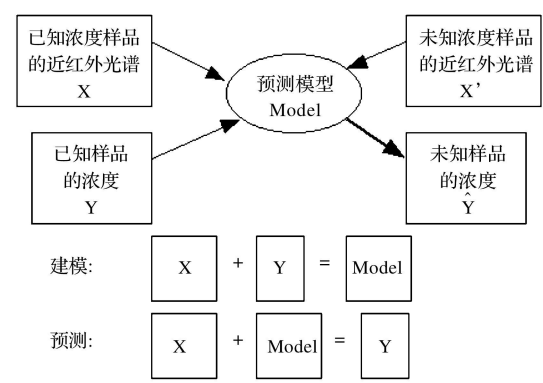 已知浓度样品
的近红外光谱
X
未知浓度样品
的近红外光谱
X'
预测模型
Model
已知样品
的浓度
Y
未知样品
的浓度
Ŷ
建模: X + Y = Model
预测: X + Model = Y